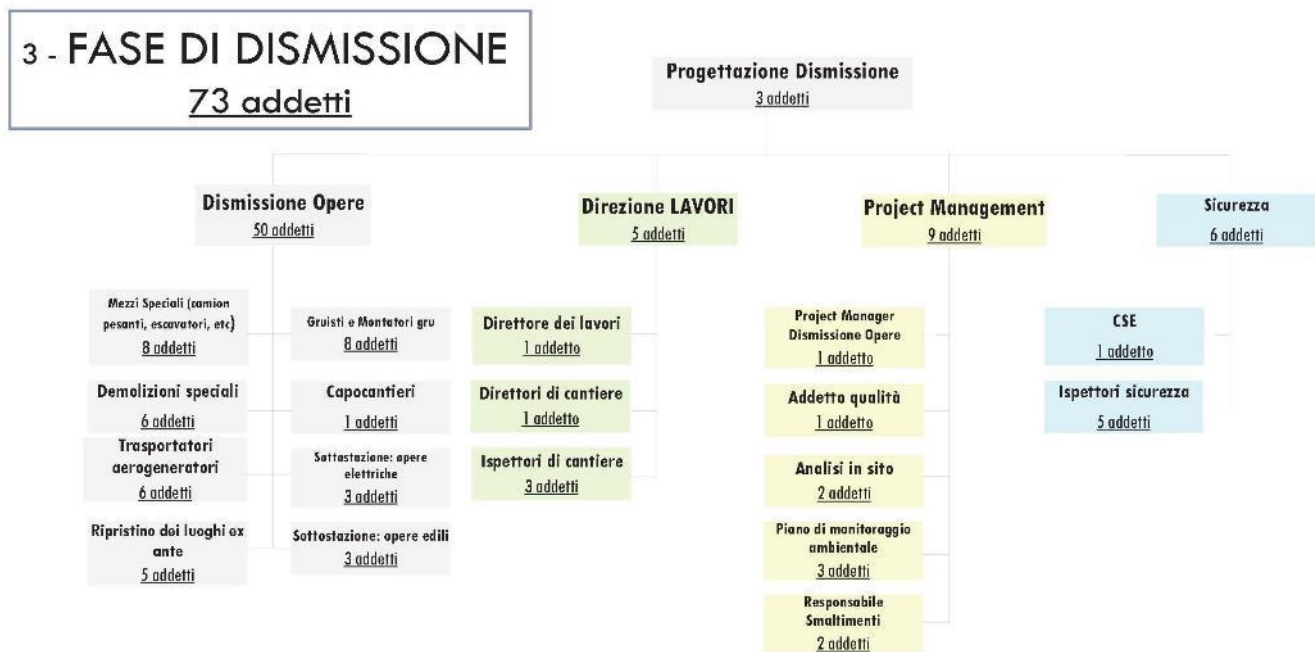 3 - FASE DI DISMISSIONE
73 addetti
Progettazione Dismissione
3 addetti
Dismissione Opere
50 addetti
Direzione LAVORI
5 addetti
Project Management
9 addetti
Sicurezza
6 addetti
Mezzi Speciali (camion
pesanti, escavatori, etc)
8 addetti
Demolizioni speciali
6 addetti
Trasportatori
aerogeneratori
6 addetti
Ripristino dei luoghi ex
ante
5 addetti
Gruisti e Montatori gru
8 addetti
Capocantieri
1 addetti
Sottostazione: opere
elettriche
3 addetti
Sottostazione: opere edili
3 addetti
Direttore dei lavori
1 addetto
Direttori di cantiere
1 addetto
Ispettori di cantiere
3 addetti
Project Manager
Dismissione Opere
1 addetto
Addetto qualità
1 addetto
Analisi in sito
2 addetti
Piano di monitoraggio
ambientale
3 addetti
Responsabile
Smaltimenti
2 addetti
CSE
1 addetto
Ispettori sicurezza
5 addetti